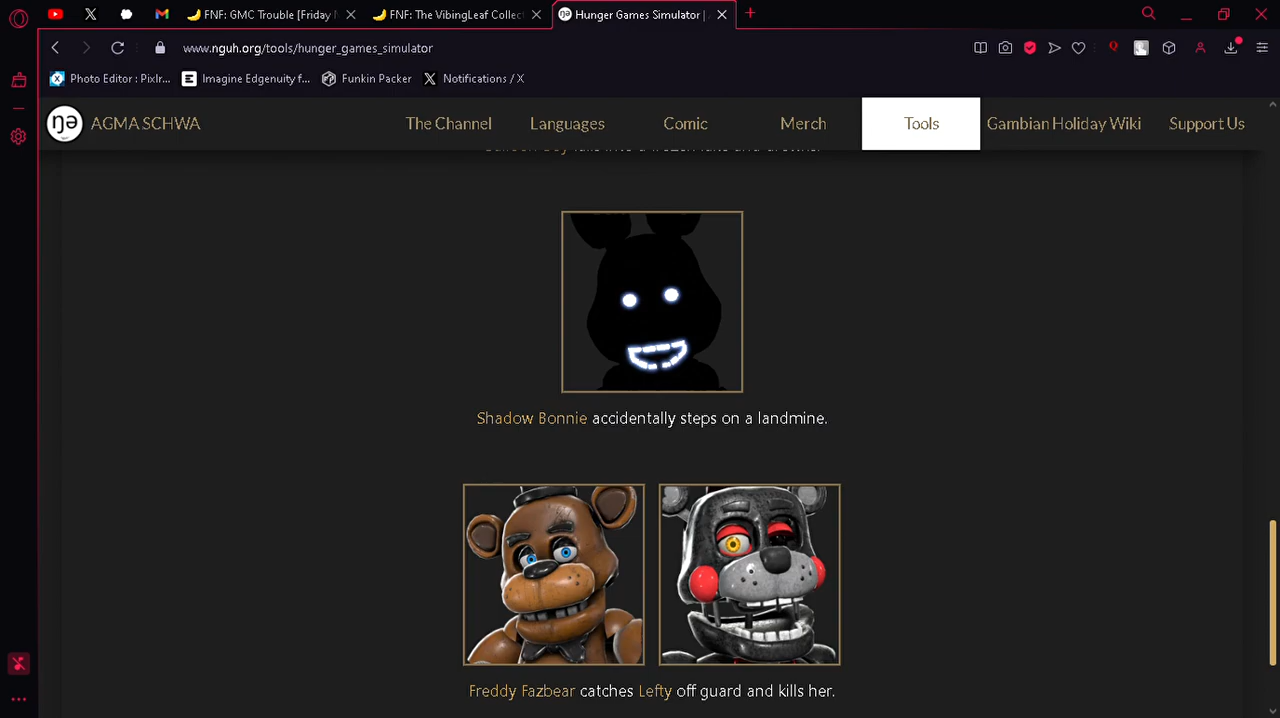 FNF: GMC Trouble [Friday
FNF: The VibingLeaf Collec
Hunger Games Simulator |
www.nguh.org/tools/hunger_games_simulator
Photo Editor : Pixlr...
Imagine Edgenuity f...
Funkin Packer
Notifications / X
ŋə AGMA SCHWA
The Channel
Languages
Comic
Merch
Tools
Gambian Holiday Wiki
Support Us
Shadow Bonnie accidentally steps on a landmine.
Freddy Fazbear catches Lefty off guard and kills her.